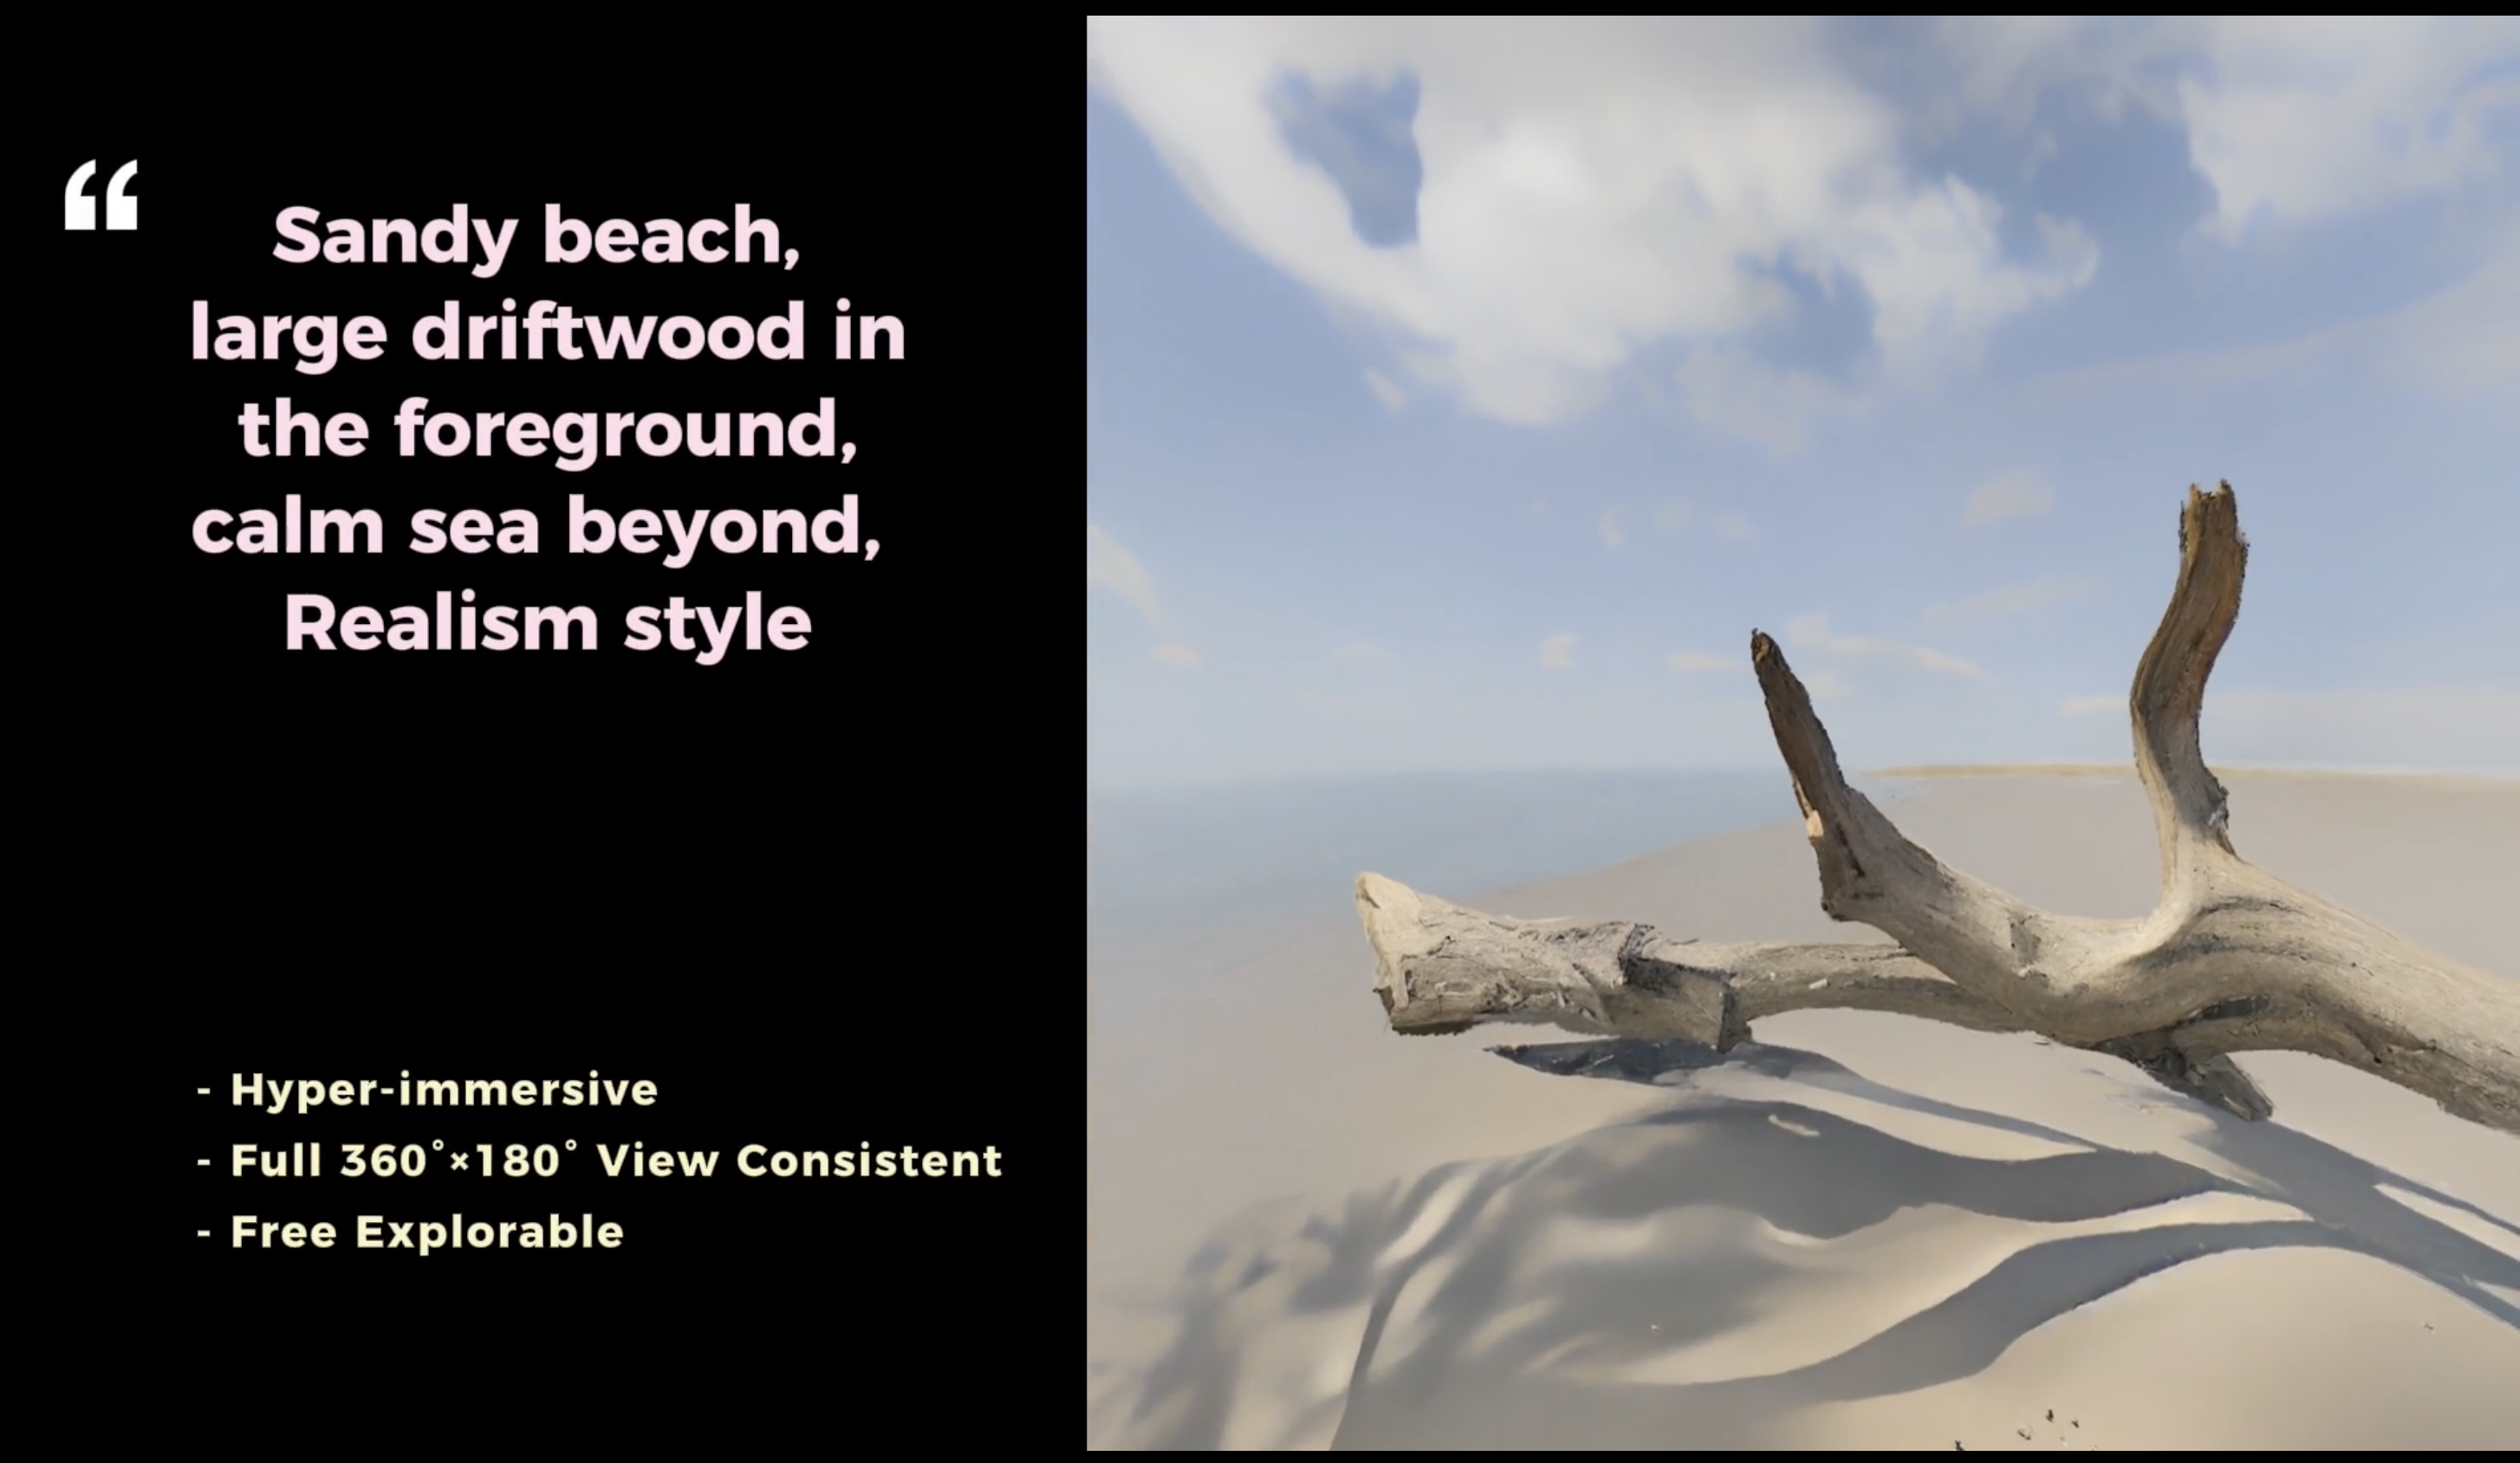 “
Sandy beach,
large driftwood in
the foreground,
calm sea beyond,
Realism style
- Hyper-immersive
- Full 360°×180° View Consistent
- Free Explorable